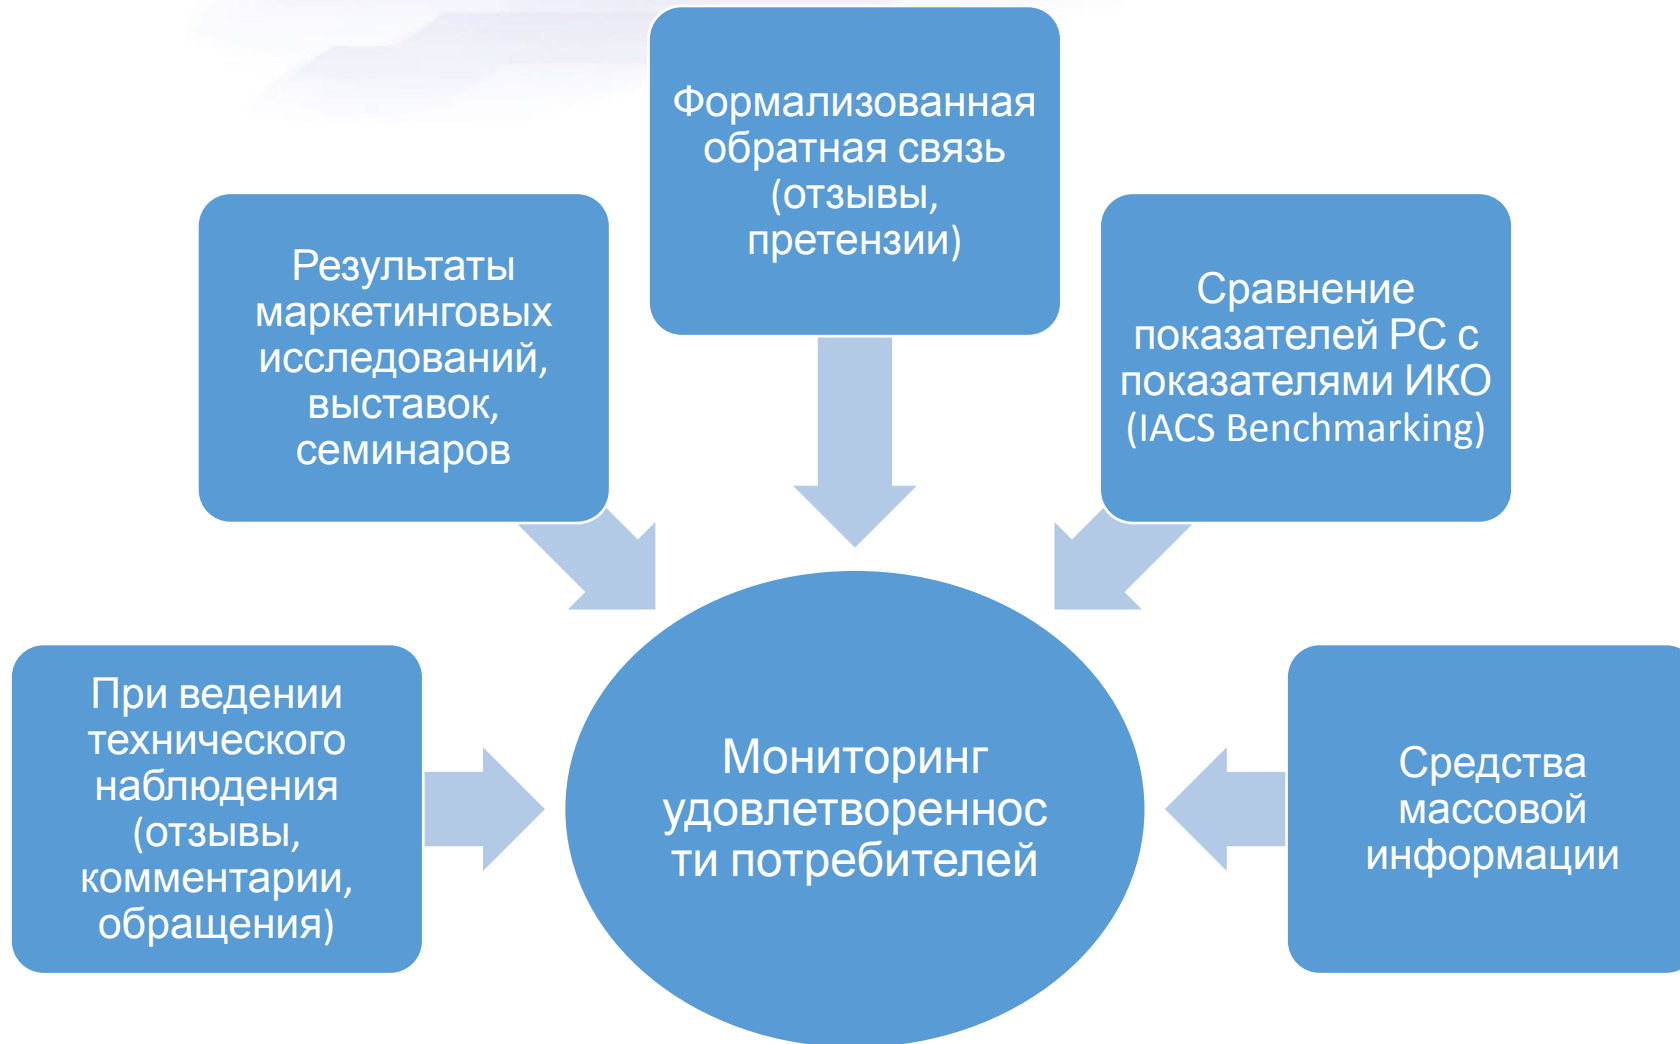 Формализованная
обратная связь
(отзывы,
претензии)
Результаты
маркетинговых
исследований,
выставок,
семинаров
Сравнение
показателей РС с
показателями ИКО
(IACS Benchmarking)
При ведении
технического
наблюдения
(отзывы,
комментарии,
обращения)
Мониторинг
удовлетвореннос
ти потребителей
Средства
массовой
информации